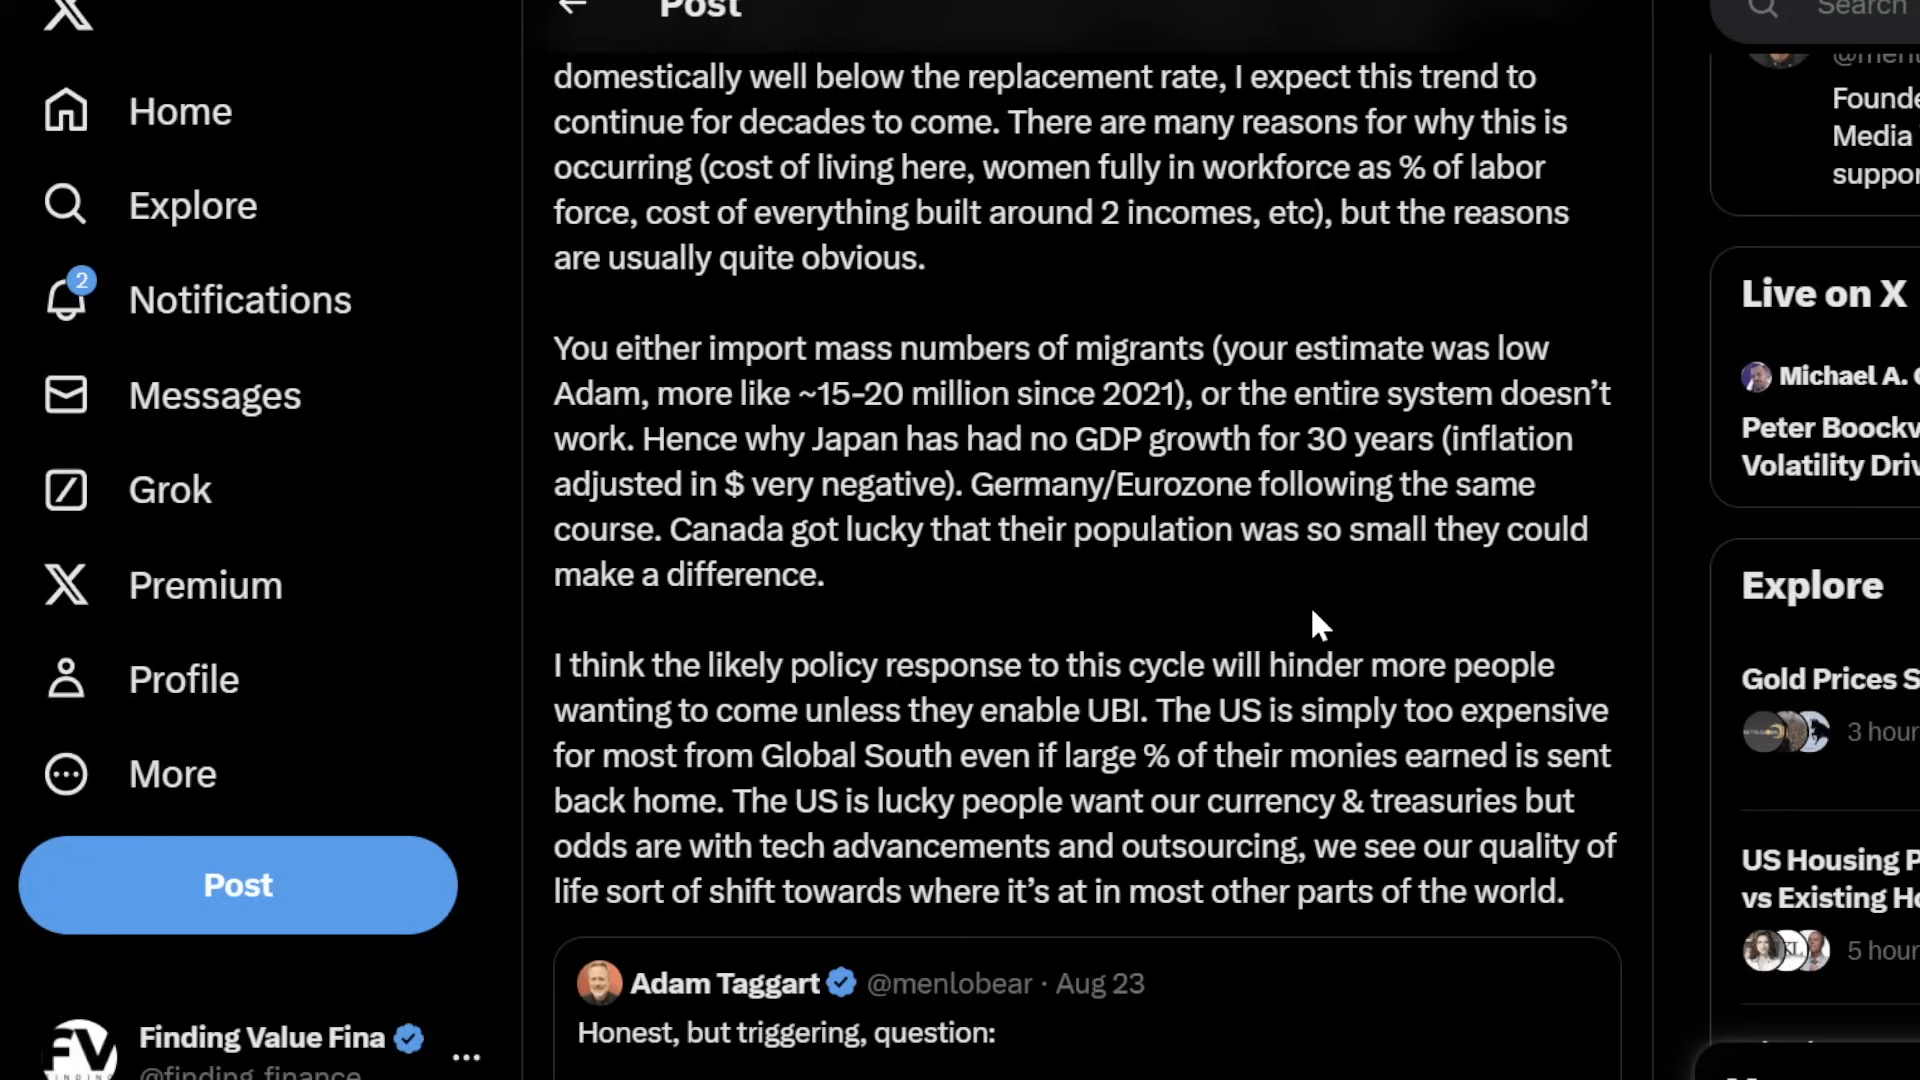 Post
Search
Home
Explore
Notifications
2
Messages
Grok
Premium
Profile
More
Post
Finding Value Fina
@finding_finance
domestically well below the replacement rate, I expect this trend to
continue for decades to come. There are many reasons for why this is
occurring (cost of living here, women fully in workforce as % of labor
force, cost of everything built around 2 incomes, etc), but the reasons
are usually quite obvious.
You either import mass numbers of migrants (your estimate was low
Adam, more like ~15-20 million since 2021), or the entire system doesn't
work. Hence why Japan has had no GDP growth for 30 years (inflation
adjusted in $ very negative). Germany/Eurozone following the same
course. Canada got lucky that their population was so small they could
make a difference.
I think the likely policy response to this cycle will hinder more people
wanting to come unless they enable UBI. The US is simply too expensive
for most from Global South even if large % of their monies earned is sent
back home. The US is lucky people want our currency & treasuries but
odds are with tech advancements and outsourcing, we see our quality of
life sort of shift towards where it's at in most other parts of the world.
Adam Taggart @menlobear · Aug 23
Honest, but triggering, question:
Media
Live on X
Michael A.
Peter Boockv
Volatility Driv
Explore
Gold Prices S
3 hour
US Housing P
vs Existing Ho
5 hour